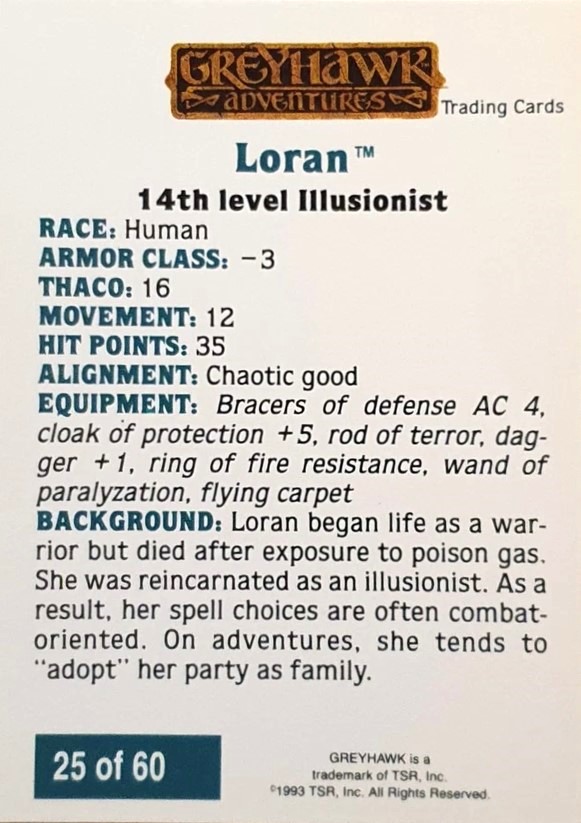 GREYHAWK
ADVENTURES
Trading Cards
Loran™
14th level Illusionist
RACE: Human
ARMOR CLASS: −3
THACO: 16
MOVEMENT: 12
HIT POINTS: 35
ALIGNMENT: Chaotic good
EQUIPMENT: Bracers of defense AC 4,
cloak of protection +5, rod of terror, dag-
ger +1, ring of fire resistance, wand of
paralyzation, flying carpet
BACKGROUND: Loran began life as a war-
rior but died after exposure to poison gas.
She was reincarnated as an illusionist. As a
result, her spell choices are often combat-
oriented. On adventures, she tends to
"adopt" her party as family.
25 of 60
GREYHAWK is a
trademark of TSR, Inc.
©1993 TSR, Inc. All Rights Reserved.